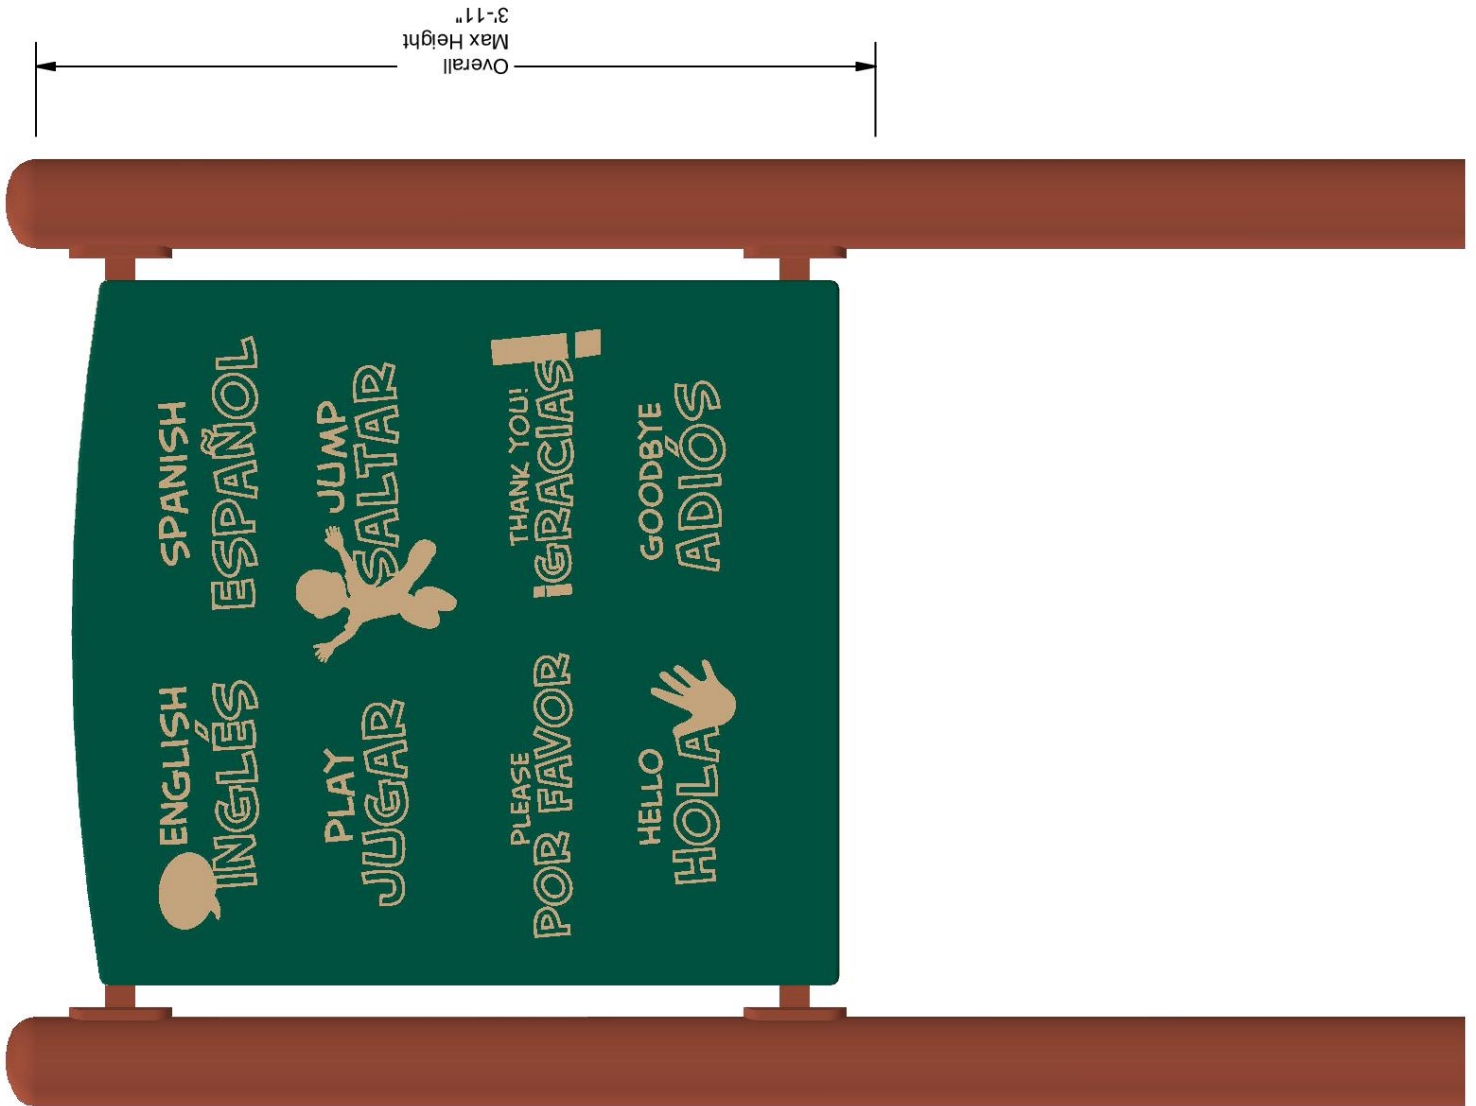 Overall
Max Height
3'-11"
ENGLISH
INGLÉS
SPANISH
ESPAÑOL
PLAY
JUGAR
JUMP
SALTAR
PLEASE
POR FAVOR
THANK YOU!
¡GRACIAS!
HELLO
HOLA
GOODBYE
ADIÓS